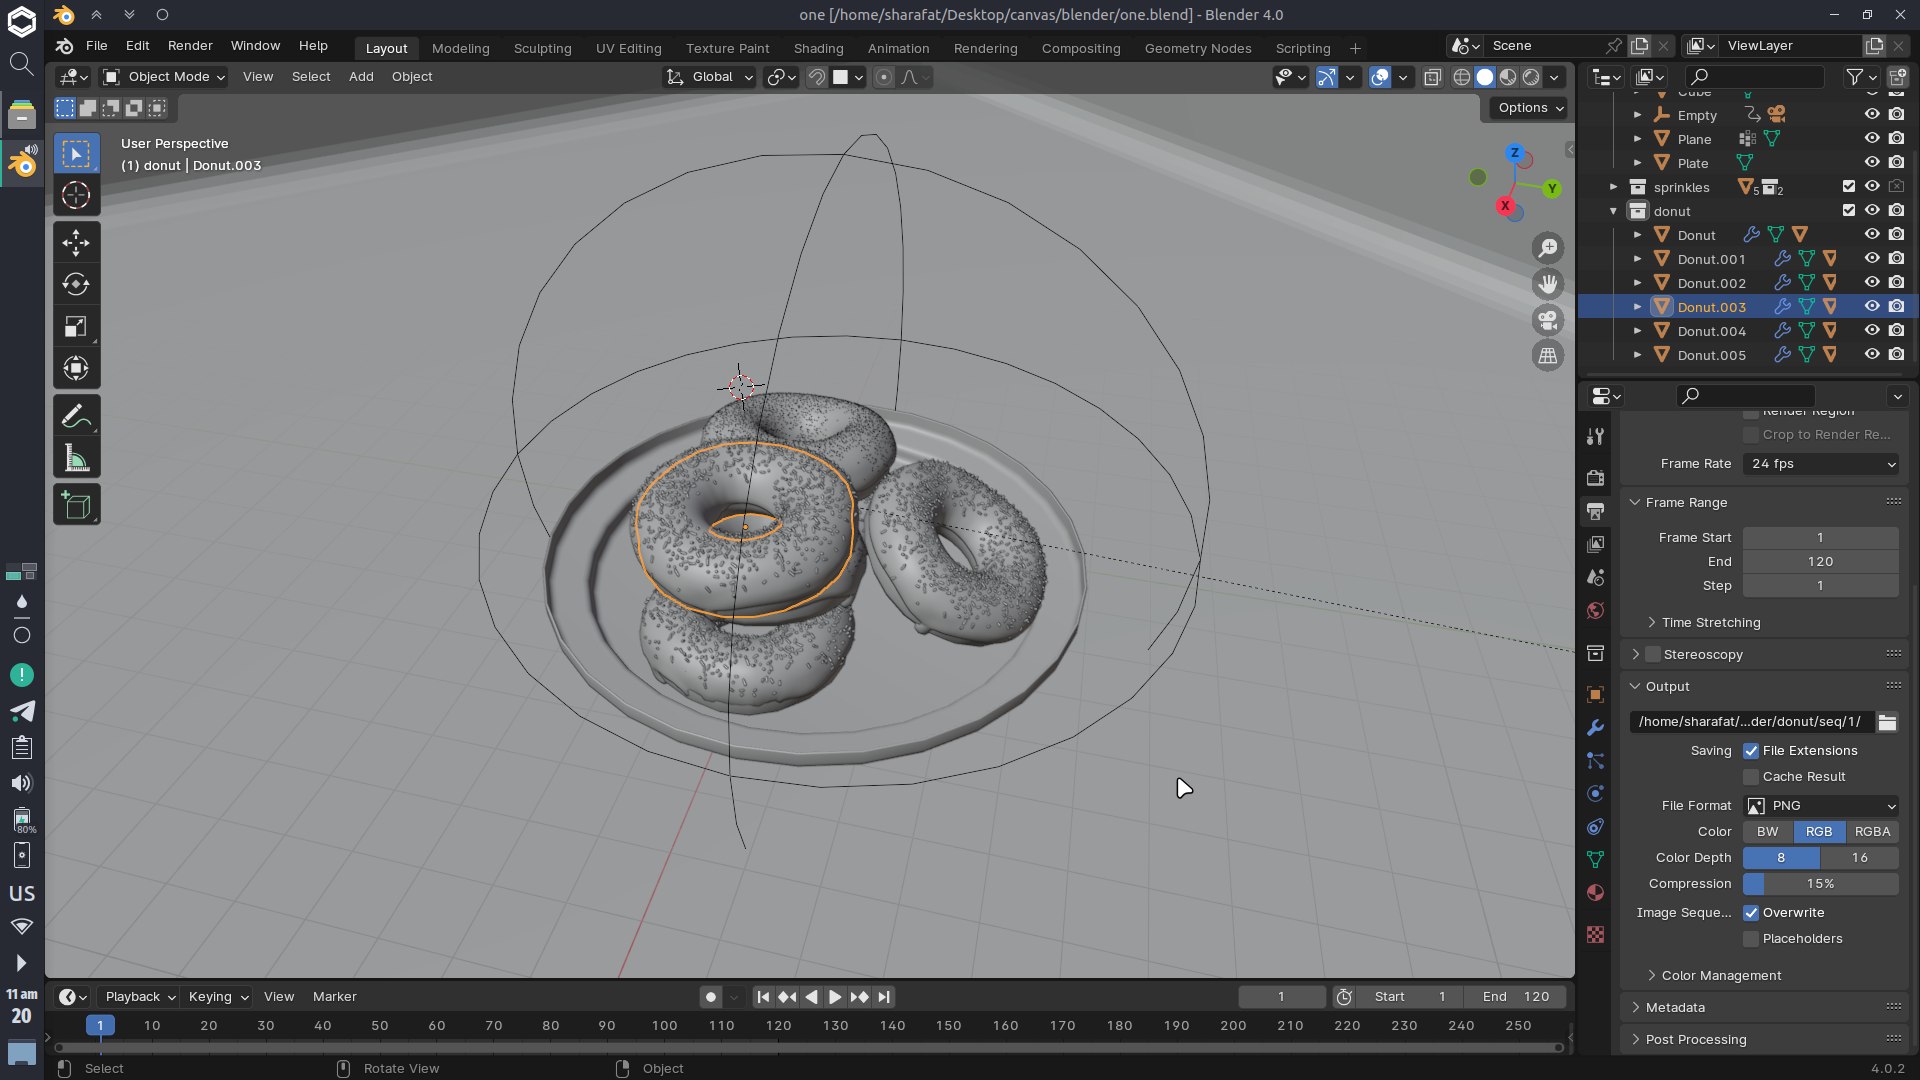 one [/home/sharafat/Desktop/canvas/blender/one.blend] - Blender 4.0
File Edit Render Window Help Layout Modeling Sculpting UV Editing Texture Paint Shading Animation Rendering Compositing Geometry Nodes Scripting + Scene ViewLayer
Object Mode View Select Add Object Global
Options
User Perspective
(1) donut | Donut.003
Z
Y
X
Cube
Empty
Plane
Plate
sprinkles 5 2
donut
Donut
Donut.001
Donut.002
Donut.003
Donut.004
Donut.005
Render Region
Crop to Render Re...
Frame Rate 24 fps
Frame Range
Frame Start 1
End 120
Step 1
Time Stretching
Stereoscopy
Output
/home/sharafat/...der/donut/seq/1/
Saving File Extensions
Cache Result
File Format PNG
Color BW RGB RGBA
Color Depth 8 16
Compression 15%
Image Seque... Overwrite
Placeholders
Color Management
Metadata
Post Processing
80%
US
11 am
20
Playback Keying View Marker 1 Start 1 End 120
1 10 20 30 40 50 60 70 80 90 100 110 120 130 140 150 160 170 180 190 200 210 220 230 240 250
Select Rotate View Object 4.0.2